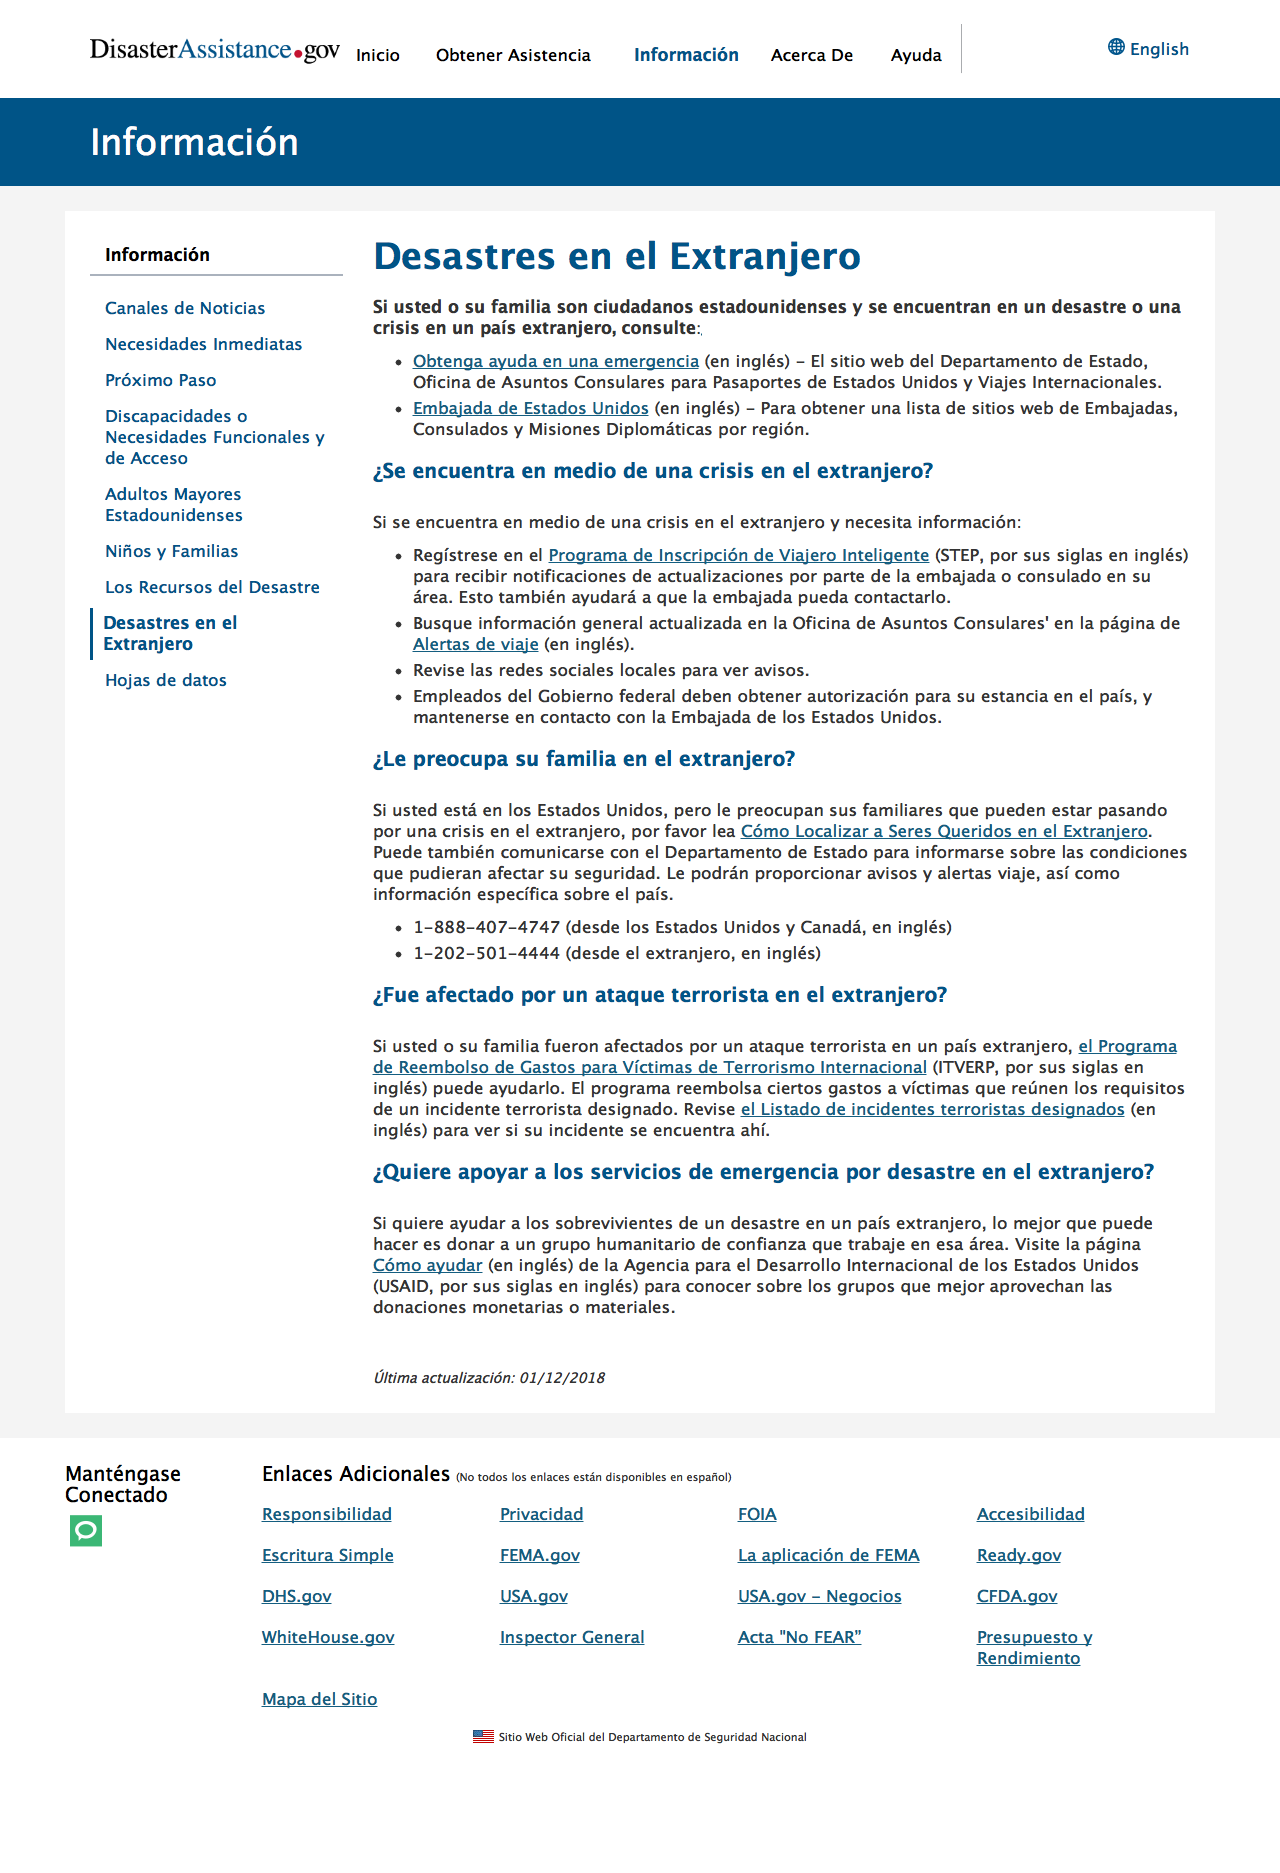 DisasterAssistance.gov
Inicio
Obtener Asistencia
Información
Acerca De
Ayuda
English
Información
Información
Canales de Noticias
Necesidades Inmediatas
Próximo Paso
Discapacidades o
Necesidades Funcionales y
de Acceso
Adultos Mayores
Estadounidenses
Niños y Familias
Los Recursos del Desastre
Desastres en el
Extranjero
Hojas de datos
Desastres en el Extranjero
Si usted o su familia son ciudadanos estadounidenses y se encuentran en un desastre o una
crisis en un país extranjero, consulte:
• Obtenga ayuda en una emergencia (en inglés) – El sitio web del Departamento de Estado,
Oficina de Asuntos Consulares para Pasaportes de Estados Unidos y Viajes Internacionales.
• Embajada de Estados Unidos (en inglés) – Para obtener una lista de sitios web de Embajadas,
Consulados y Misiones Diplomáticas por región.
¿Se encuentra en medio de una crisis en el extranjero?
Si se encuentra en medio de una crisis en el extranjero y necesita información:
• Regístrese en el Programa de Inscripción de Viajero Inteligente (STEP, por sus siglas en inglés)
para recibir notificaciones de actualizaciones por parte de la embajada o consulado en su
área. Esto también ayudará a que la embajada pueda contactarlo.
• Busque información general actualizada en la Oficina de Asuntos Consulares' en la página de
Alertas de viaje (en inglés).
• Revise las redes sociales locales para ver avisos.
• Empleados del Gobierno federal deben obtener autorización para su estancia en el país, y
mantenerse en contacto con la Embajada de los Estados Unidos.
¿Le preocupa su familia en el extranjero?
Si usted está en los Estados Unidos, pero le preocupan sus familiares que pueden estar pasando
por una crisis en el extranjero, por favor lea Cómo Localizar a Seres Queridos en el Extranjero.
Puede también comunicarse con el Departamento de Estado para informarse sobre las condiciones
que pudieran afectar su seguridad. Le podrán proporcionar avisos y alertas viaje, así como
información específica sobre el país.
• 1-888-407-4747 (desde los Estados Unidos y Canadá, en inglés)
• 1-202-501-4444 (desde el extranjero, en inglés)
¿Fue afectado por un ataque terrorista en el extranjero?
Si usted o su familia fueron afectados por un ataque terrorista en un país extranjero, el Programa
de Reembolso de Gastos para Víctimas de Terrorismo Internacional (ITVERP, por sus siglas en
inglés) puede ayudarlo. El programa reembolsa ciertos gastos a víctimas que reúnen los requisitos
de un incidente terrorista designado. Revise el Listado de incidentes terroristas designados (en
inglés) para ver si su incidente se encuentra ahí.
¿Quiere apoyar a los servicios de emergencia por desastre en el extranjero?
Si quiere ayudar a los sobrevivientes de un desastre en un país extranjero, lo mejor que puede
hacer es donar a un grupo humanitario de confianza que trabaje en esa área. Visite la página
Cómo ayudar (en inglés) de la Agencia para el Desarrollo Internacional de los Estados Unidos
(USAID, por sus siglas en inglés) para conocer sobre los grupos que mejor aprovechan las
donaciones monetarias o materiales.
Última actualización: 01/12/2018
Manténgase
Conectado
Enlaces Adicionales (No todos los enlaces están disponibles en español)
Responsibilidad
Privacidad
FOIA
Accesibilidad
Escritura Simple
FEMA.gov
La aplicación de FEMA
Ready.gov
DHS.gov
USA.gov
USA.gov – Negocios
CFDA.gov
WhiteHouse.gov
Inspector General
Acta "No FEAR”
Presupuesto y
Rendimiento
Mapa del Sitio
Sitio Web Oficial del Departamento de Seguridad Nacional